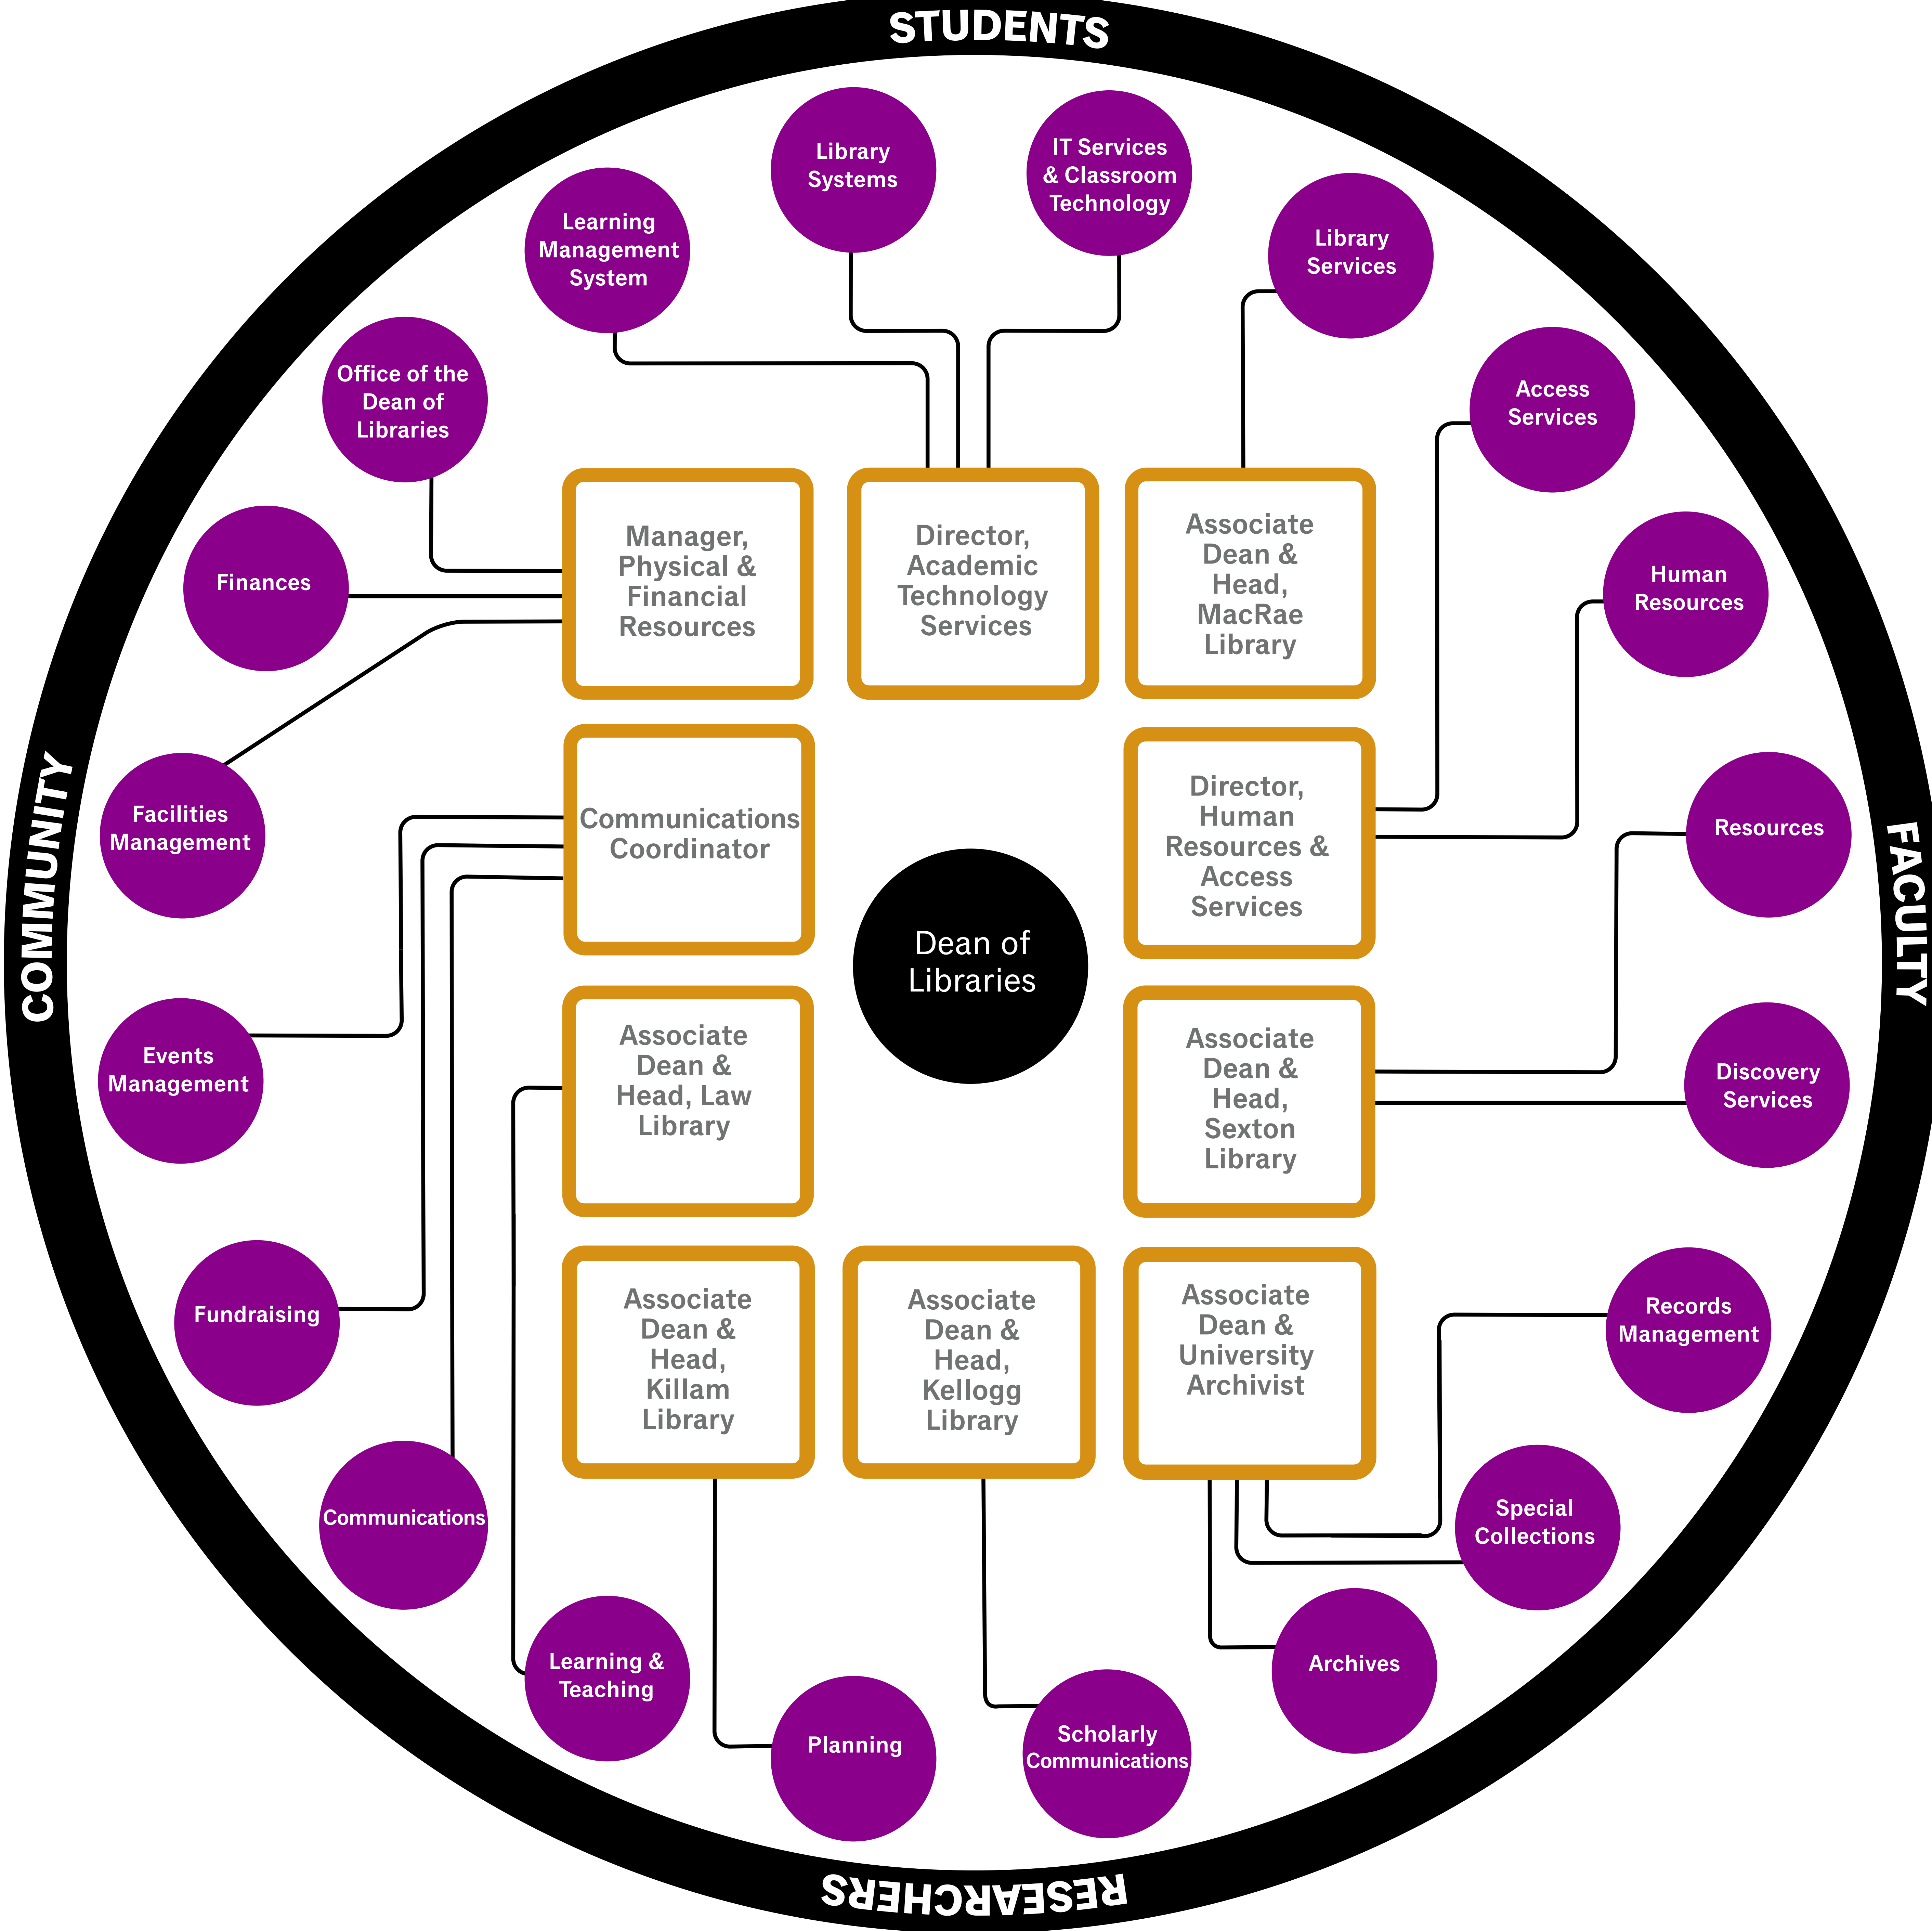 STUDENTS
Library
Systems
IT Services
& Classroom
Technology
Learning
Management
System
Library
Services
Office of the
Dean of
Libraries
Access
Services
Finances
Human
Resources
Manager,
Physical &
Financial
Resources
Director,
Academic
Technology
Services
Associate
Dean &
Head,
MacRae
Library
COMMUNITY
FACULTY
Facilities
Management
Communications
Coordinator
Director,
Human
Resources &
Access
Services
Resources
Dean of
Libraries
Events
Management
Associate
Dean &
Head, Law
Library
Associate
Dean &
Head,
Sexton
Library
Discovery
Services
Fundraising
Associate
Dean &
Head,
Killam
Library
Associate
Dean &
Head,
Kellogg
Library
Associate
Dean &
University
Archivist
Records
Management
Communications
Special
Collections
Learning &
Teaching
Planning
Scholarly
Communications
Archives
RESEARCHERS